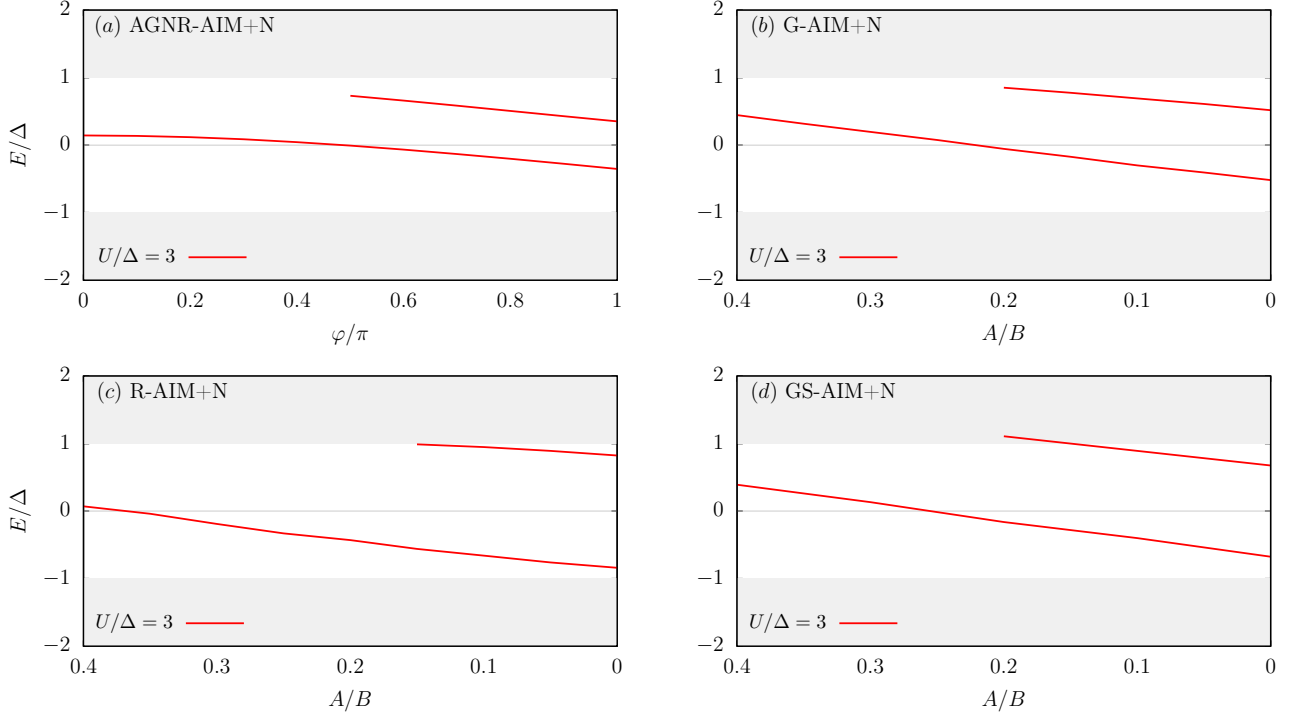 (a) AGNR-AIM+N
2
1
0
−1
−2
E/Δ
U/Δ = 3
0
0.2
0.4
0.6
0.8
1
φ/π
(b) G-AIM+N
2
1
0
−1
−2
U/Δ = 3
0.4
0.3
0.2
0.1
0
A/B
(c) R-AIM+N
2
1
0
−1
−2
E/Δ
U/Δ = 3
0.4
0.3
0.2
0.1
0
A/B
(d) GS-AIM+N
2
1
0
−1
−2
U/Δ = 3
0.4
0.3
0.2
0.1
0
A/B